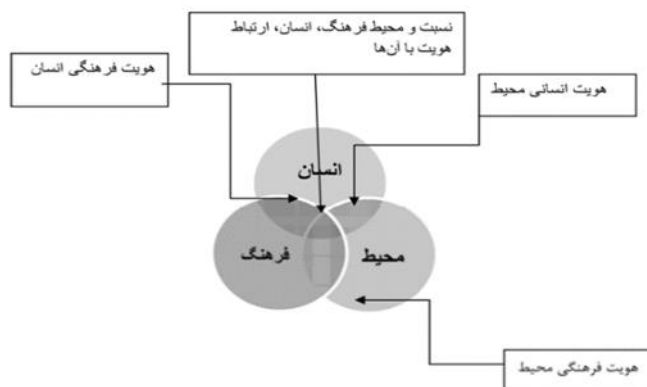 نسبت و محیط فرهنگ، انسان، ارتباط
هویت با آن‌ها
هویت فرهنگی انسان
هویت انسانی محیط
انسان
فرهنگ
محیط
هویت فرهنگی محیط